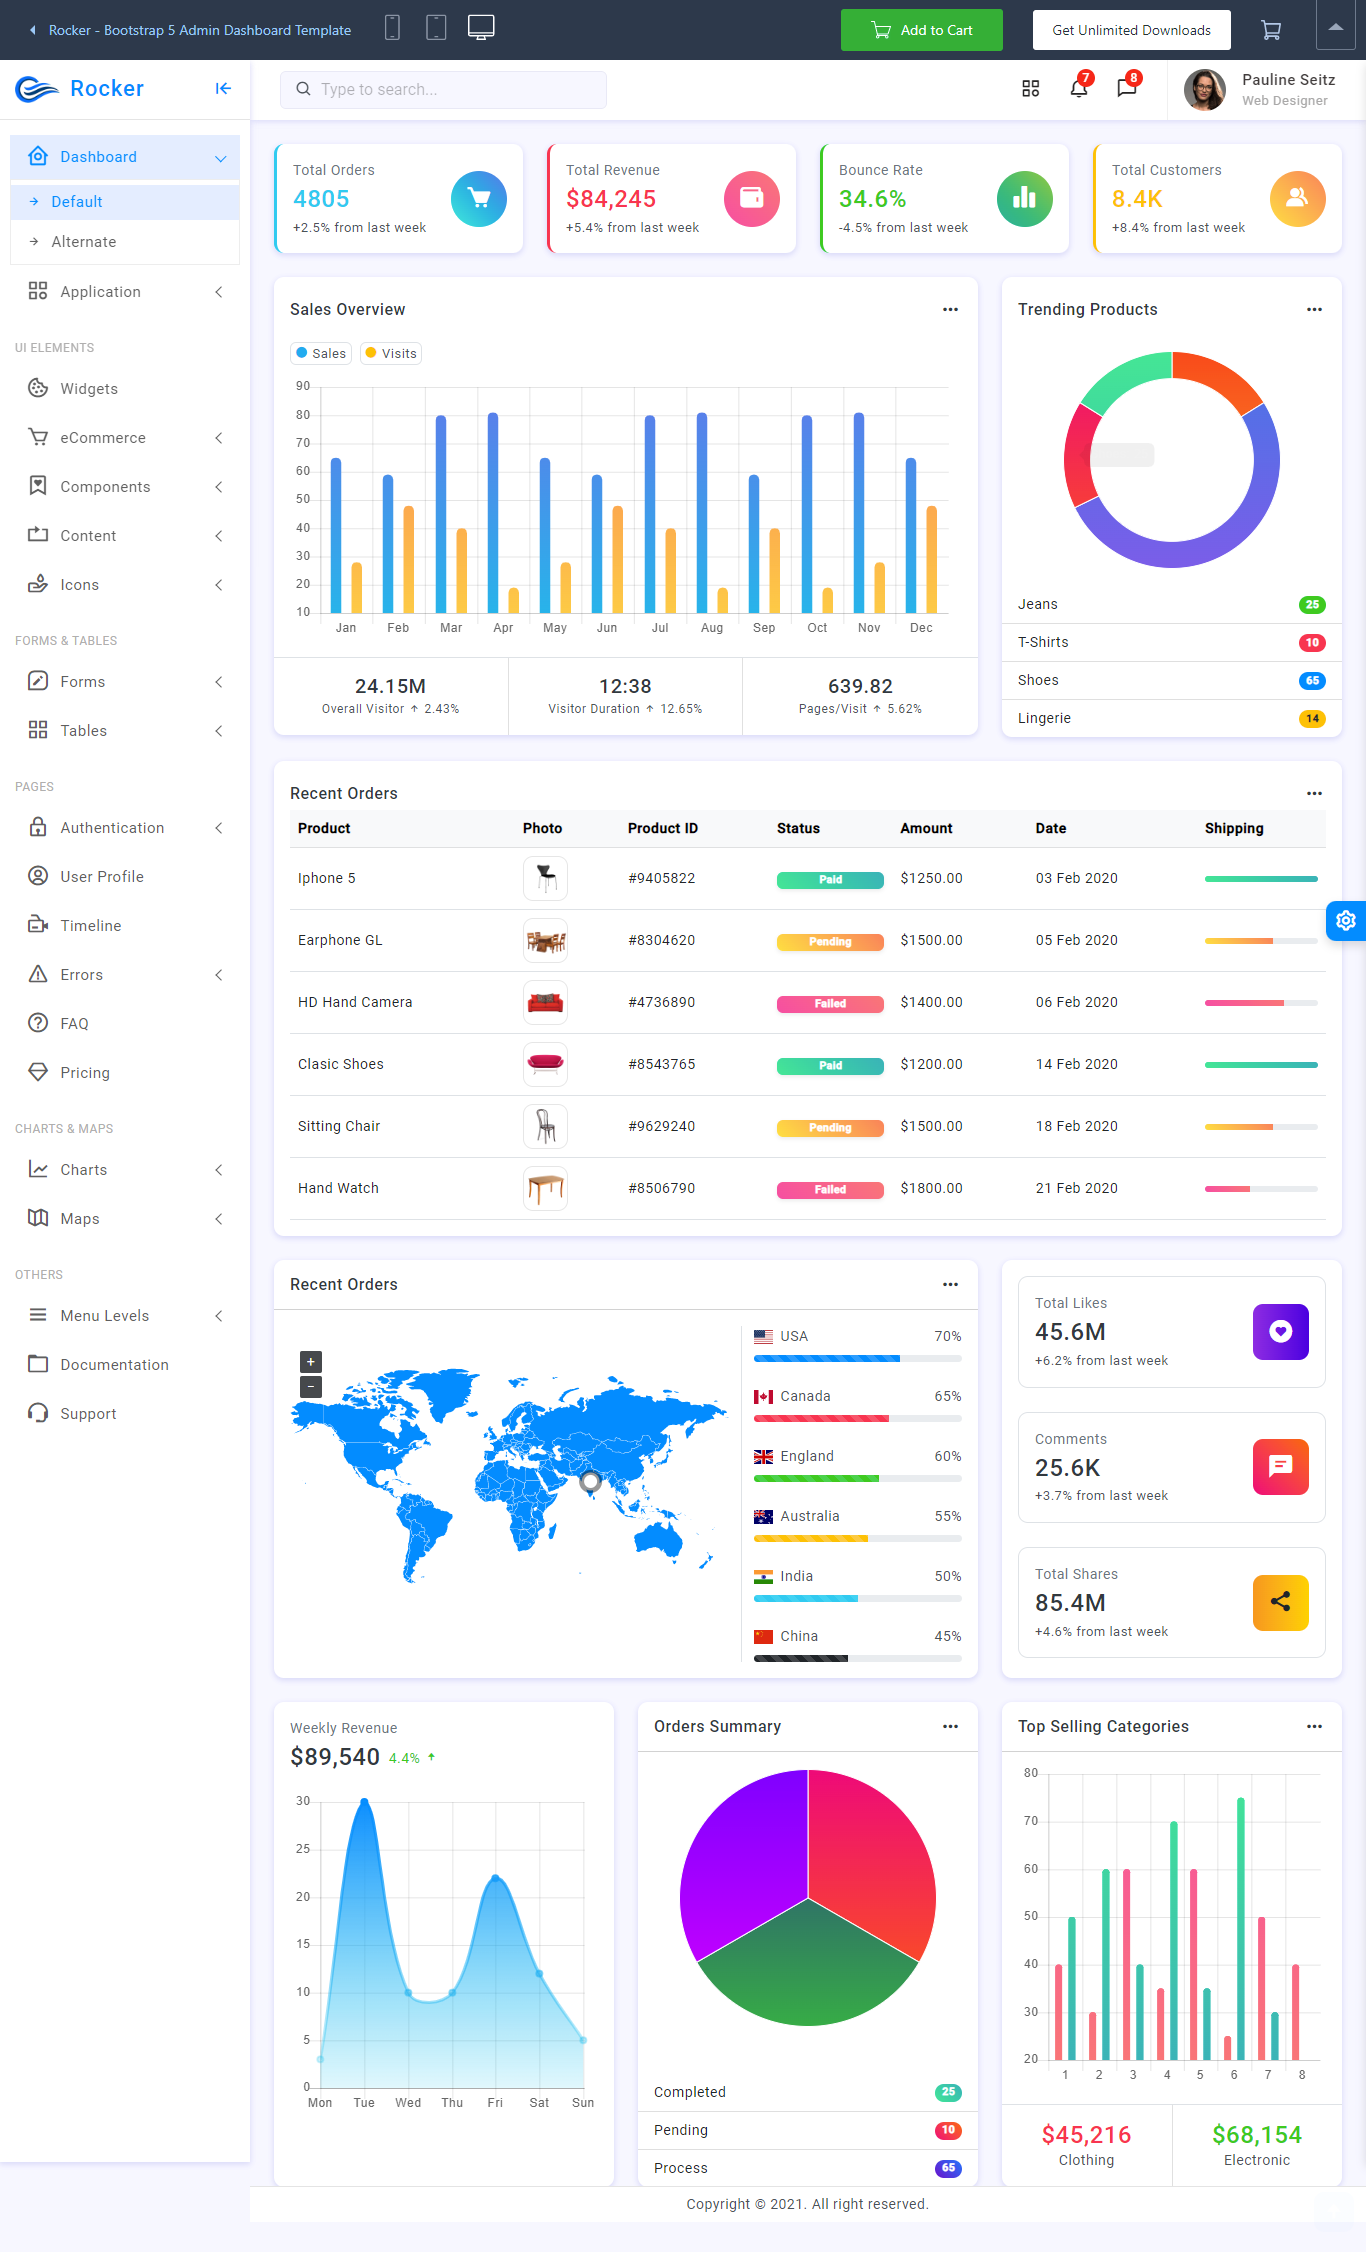 Rocker - Bootstrap 5 Admin Dashboard Template
Add to Cart
Get Unlimited Downloads
Rocker
Type to search...
7
8
Pauline Seitz
Web Designer
Dashboard
Default
Alternate
Application
UI ELEMENTS
Widgets
eCommerce
Components
Content
Icons
FORMS & TABLES
Forms
Tables
PAGES
Authentication
User Profile
Timeline
Errors
FAQ
Pricing
CHARTS & MAPS
Charts
Maps
OTHERS
Menu Levels
Documentation
Support
Total Orders
4805
+2.5% from last week
Total Revenue
$84,245
+5.4% from last week
Bounce Rate
34.6%
-4.5% from last week
Total Customers
8.4K
+8.4% from last week
Sales Overview
Sales Visits
90
80
70
60
50
40
30
20
10
Jan Feb Mar Apr May Jun Jul Aug Sep Oct Nov Dec
24.15M
Overall Visitor ↑ 2.43%
12:38
Visitor Duration ↑ 12.65%
639.82
Pages/Visit ↑ 5.62%
Trending Products
Jeans 25
T-Shirts 10
Shoes 65
Lingerie 14
Recent Orders
Product Photo Product ID Status Amount Date Shipping
Iphone 5 #9405822 Paid $1250.00 03 Feb 2020
Earphone GL #8304620 Pending $1500.00 05 Feb 2020
HD Hand Camera #4736890 Failed $1400.00 06 Feb 2020
Clasic Shoes #8543765 Paid $1200.00 14 Feb 2020
Sitting Chair #9629240 Pending $1500.00 18 Feb 2020
Hand Watch #8506790 Failed $1800.00 21 Feb 2020
Recent Orders
+
−
USA 70%
Canada 65%
England 60%
Australia 55%
India 50%
China 45%
Total Likes
45.6M
+6.2% from last week
Comments
25.6K
+3.7% from last week
Total Shares
85.4M
+4.6% from last week
Weekly Revenue
$89,540 4.4% ↑
30
25
20
15
10
5
0
Mon Tue Wed Thu Fri Sat Sun
Orders Summary
Completed 25
Pending 10
Process 65
Top Selling Categories
80
70
60
50
40
30
20
1 2 3 4 5 6 7 8
$45,216
Clothing
$68,154
Electronic
Copyright © 2021. All right reserved.